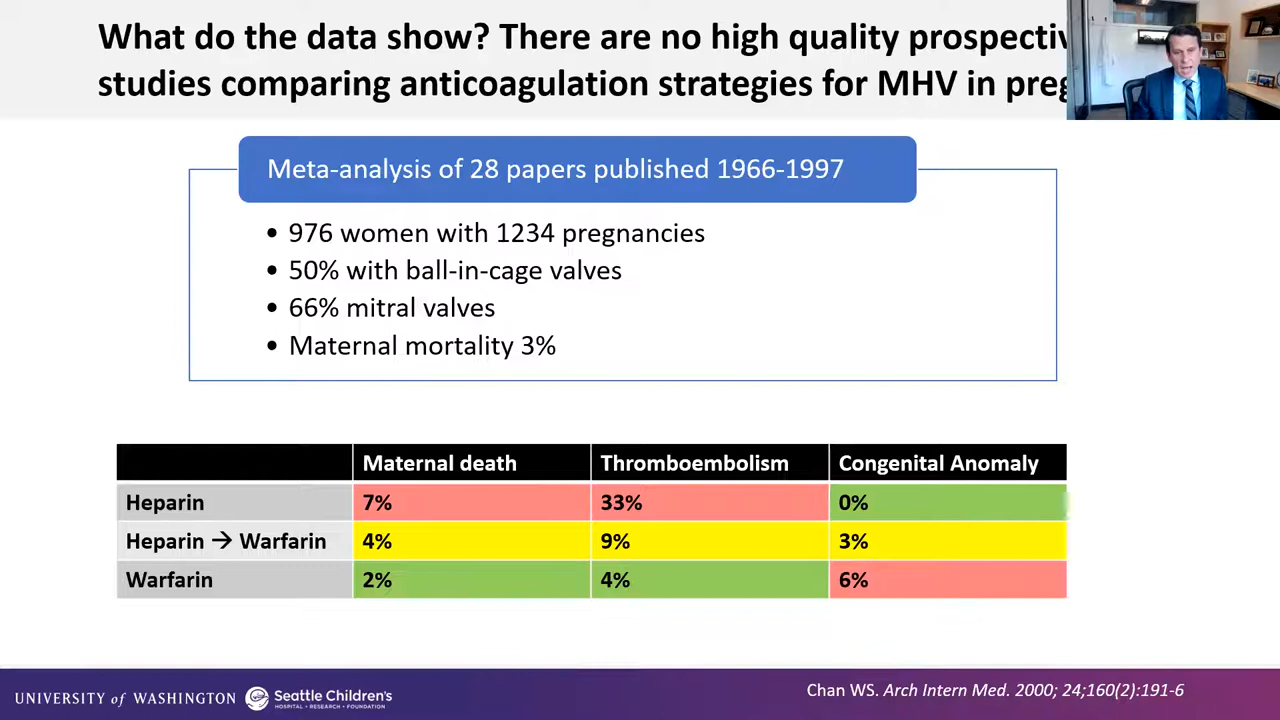 What do the data show? There are no high quality
studies comparing anticoagulation strategies for MHV in
Meta-analysis of 28 papers published 1966-1997
• 976 women with 1234 pregnancies
• 50% with ball-in-cage valves
• 66% mitral valves
• Maternal mortality 3%
Maternal death Thromboembolism Congenital Anomaly
Heparin 7% 33% 0%
Heparin → Warfarin 4% 9% 3%
Warfarin 2% 4% 6%
UNIVERSITY of WASHINGTON Seattle Children's
HOSPITAL • RESEARCH • FOUNDATION
Chan WS. Arch Intern Med. 2000; 24;160(2):191-6